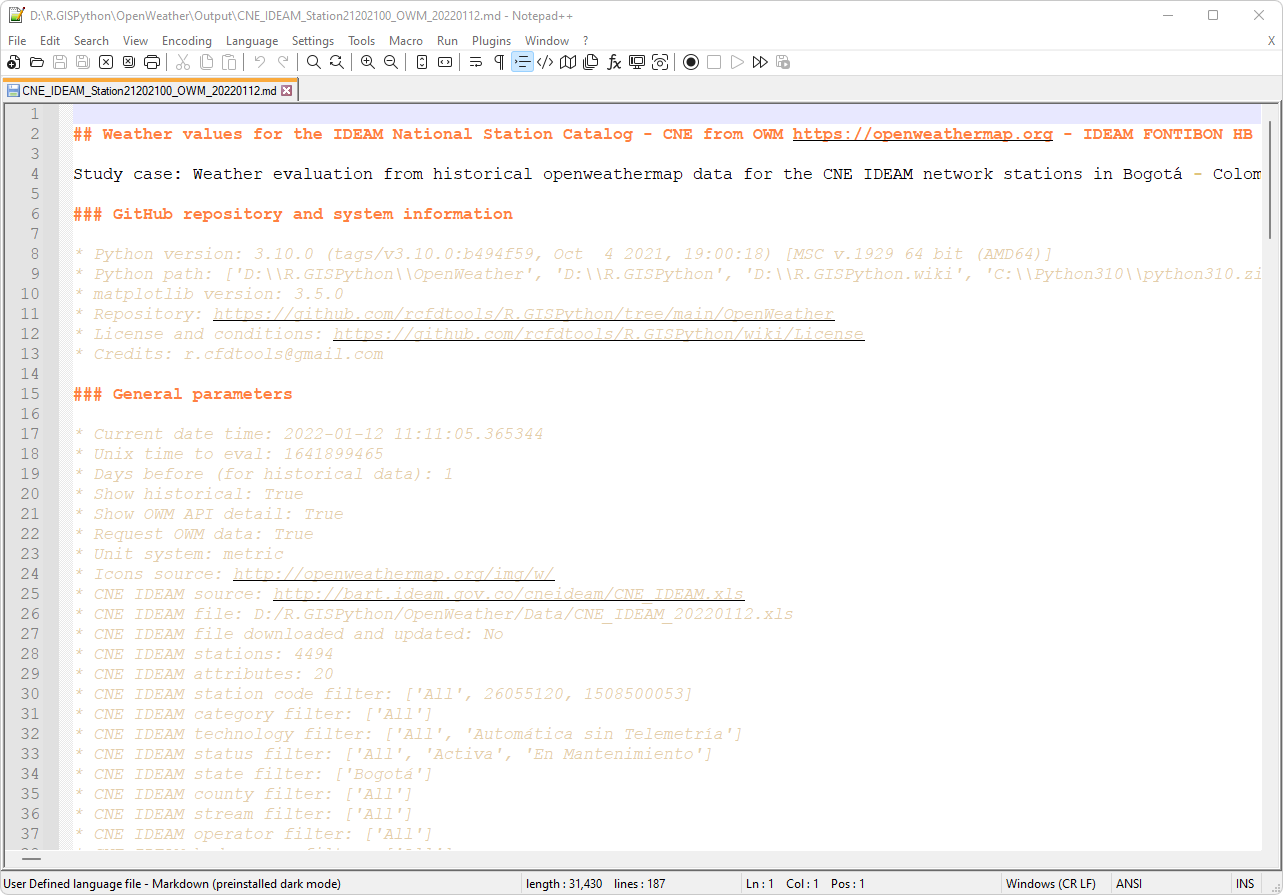 D:\R.GISPython\OpenWeather\Output\CNE_IDEAM_Station21202100_OWM_20220112.md - Notepad++
File Edit Search View Encoding Language Settings Tools Macro Run Plugins Window ? X
CNE_IDEAM_Station21202100_OWM_20220112.md
1
2 ## Weather values for the IDEAM National Station Catalog - CNE from OWM https://openweathermap.org - IDEAM FONTIBON HB
3
4 Study case: Weather evaluation from historical openweathermap data for the CNE IDEAM network stations in Bogotá - Colom
5
6 ### GitHub repository and system information
7
8 * Python version: 3.10.0 (tags/v3.10.0:b494f59, Oct  4 2021, 19:00:18) [MSC v.1929 64 bit (AMD64)]
9 * Python path: ['D:\\R.GISPython\\OpenWeather', 'D:\\R.GISPython', 'D:\\R.GISPython.wiki', 'C:\\Python310\\python310.zi
10 * matplotlib version: 3.5.0
11 * Repository: https://github.com/rcfdtools/R.GISPython/tree/main/OpenWeather
12 * License and conditions: https://github.com/rcfdtools/R.GISPython/wiki/License
13 * Credits: r.cfdtools@gmail.com
14
15 ### General parameters
16
17 * Current date time: 2022-01-12 11:11:05.365344
18 * Unix time to eval: 1641899465
19 * Days before (for historical data): 1
20 * Show historical: True
21 * Show OWM API detail: True
22 * Request OWM data: True
23 * Unit system: metric
24 * Icons source: http://openweathermap.org/img/w/
25 * CNE IDEAM source: http://bart.ideam.gov.co/cneideam/CNE_IDEAM.xls
26 * CNE IDEAM file: D:/R.GISPython/OpenWeather/Data/CNE_IDEAM_20220112.xls
27 * CNE IDEAM file downloaded and updated: No
28 * CNE IDEAM stations: 4494
29 * CNE IDEAM attributes: 20
30 * CNE IDEAM station code filter: ['All', 26055120, 1508500053]
31 * CNE IDEAM category filter: ['All']
32 * CNE IDEAM technology filter: ['All', 'Automática sin Telemetría']
33 * CNE IDEAM status filter: ['All', 'Activa', 'En Mantenimiento']
34 * CNE IDEAM state filter: ['Bogotá']
35 * CNE IDEAM county filter: ['All']
36 * CNE IDEAM stream filter: ['All']
37 * CNE IDEAM operator filter: ['All']
User Defined language file - Markdown (preinstalled dark mode) length : 31,430 lines : 187 Ln : 1 Col : 1 Pos : 1 Windows (CR LF) ANSI INS